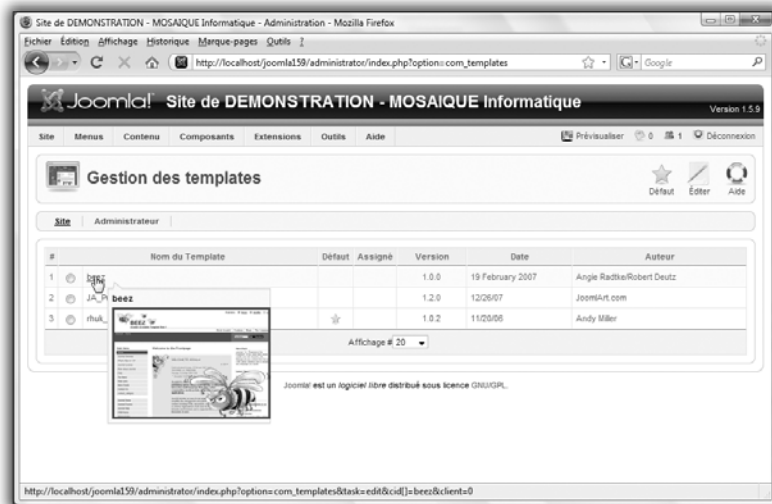 Site de DEMONSTRATION - MOSAIQUE Informatique - Administration - Mozilla Firefox
Fichier Édition Affichage Historique Marque-pages Outils ?
http://localhost/joomla159/administrator/index.php?option=com_templates
Google
Joomla! Site de DEMONSTRATION - MOSAIQUE Informatique
Version 1.5.9
Site Menus Contenu Composants Extensions Outils Aide Prévisualiser 0 1 Déconnexion
Gestion des templates
Défaut Éditer Aide
Site Administrateur
# Nom du Template Défaut Assigné Version Date Auteur
1 beez 1.0.0 19 February 2007 Angie Radtke/Robert Deutz
2 1.2.0 12/26/07 JoomlArt.com
3 rhuk_ 1.0.2 11/20/06 Andy Miller
beez
BEEZ
Affichage # 20
Joomla! est un logiciel libre distribué sous licence GNU/GPL.
http://localhost/joomla159/administrator/index.php?option=com_templates&task=edit&cid[]=beez&client=0